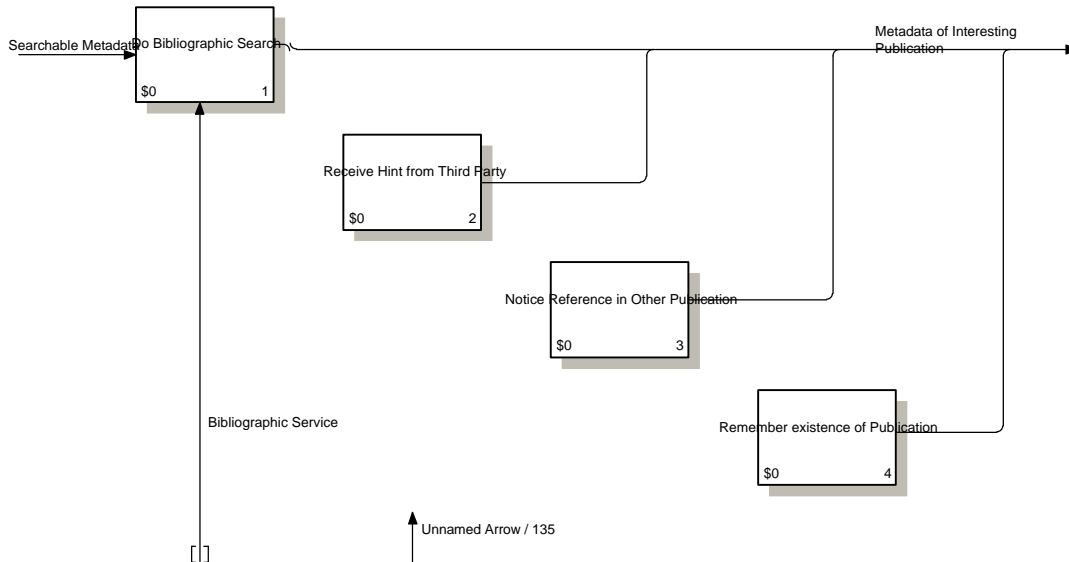 Metadata of Interesting
Publication
Searchable Metadata
Do Bibliographic Search
$0 1
Receive Hint from Third Party
$0 2
Notice Reference in Other Publication
$0 3
Bibliographic Service
Remember existence of Publication
$0 4
Unnamed Arrow / 135